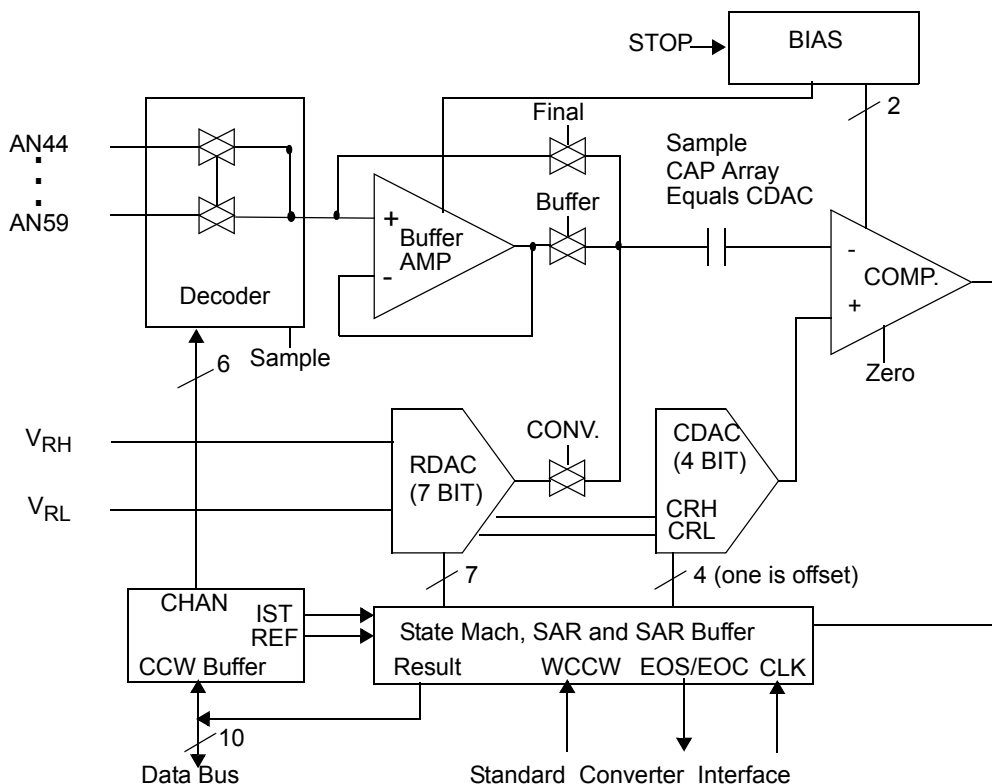 STOP
BIAS
2
Final
Sample
CAP Array
Equals CDAC
AN44
AN59
Buffer
+
Buffer
AMP
-
Decoder
-
COMP.
+
Sample
6
Zero
VRH
VRL
CONV.
RDAC
(7 BIT)
CDAC
(4 BIT)
CRH
CRL
7
4 (one is offset)
CHAN
IST
REF
CCW Buffer
State Mach, SAR and SAR Buffer
Result WCCW EOS/EOC CLK
10
Data Bus
Standard Converter Interface